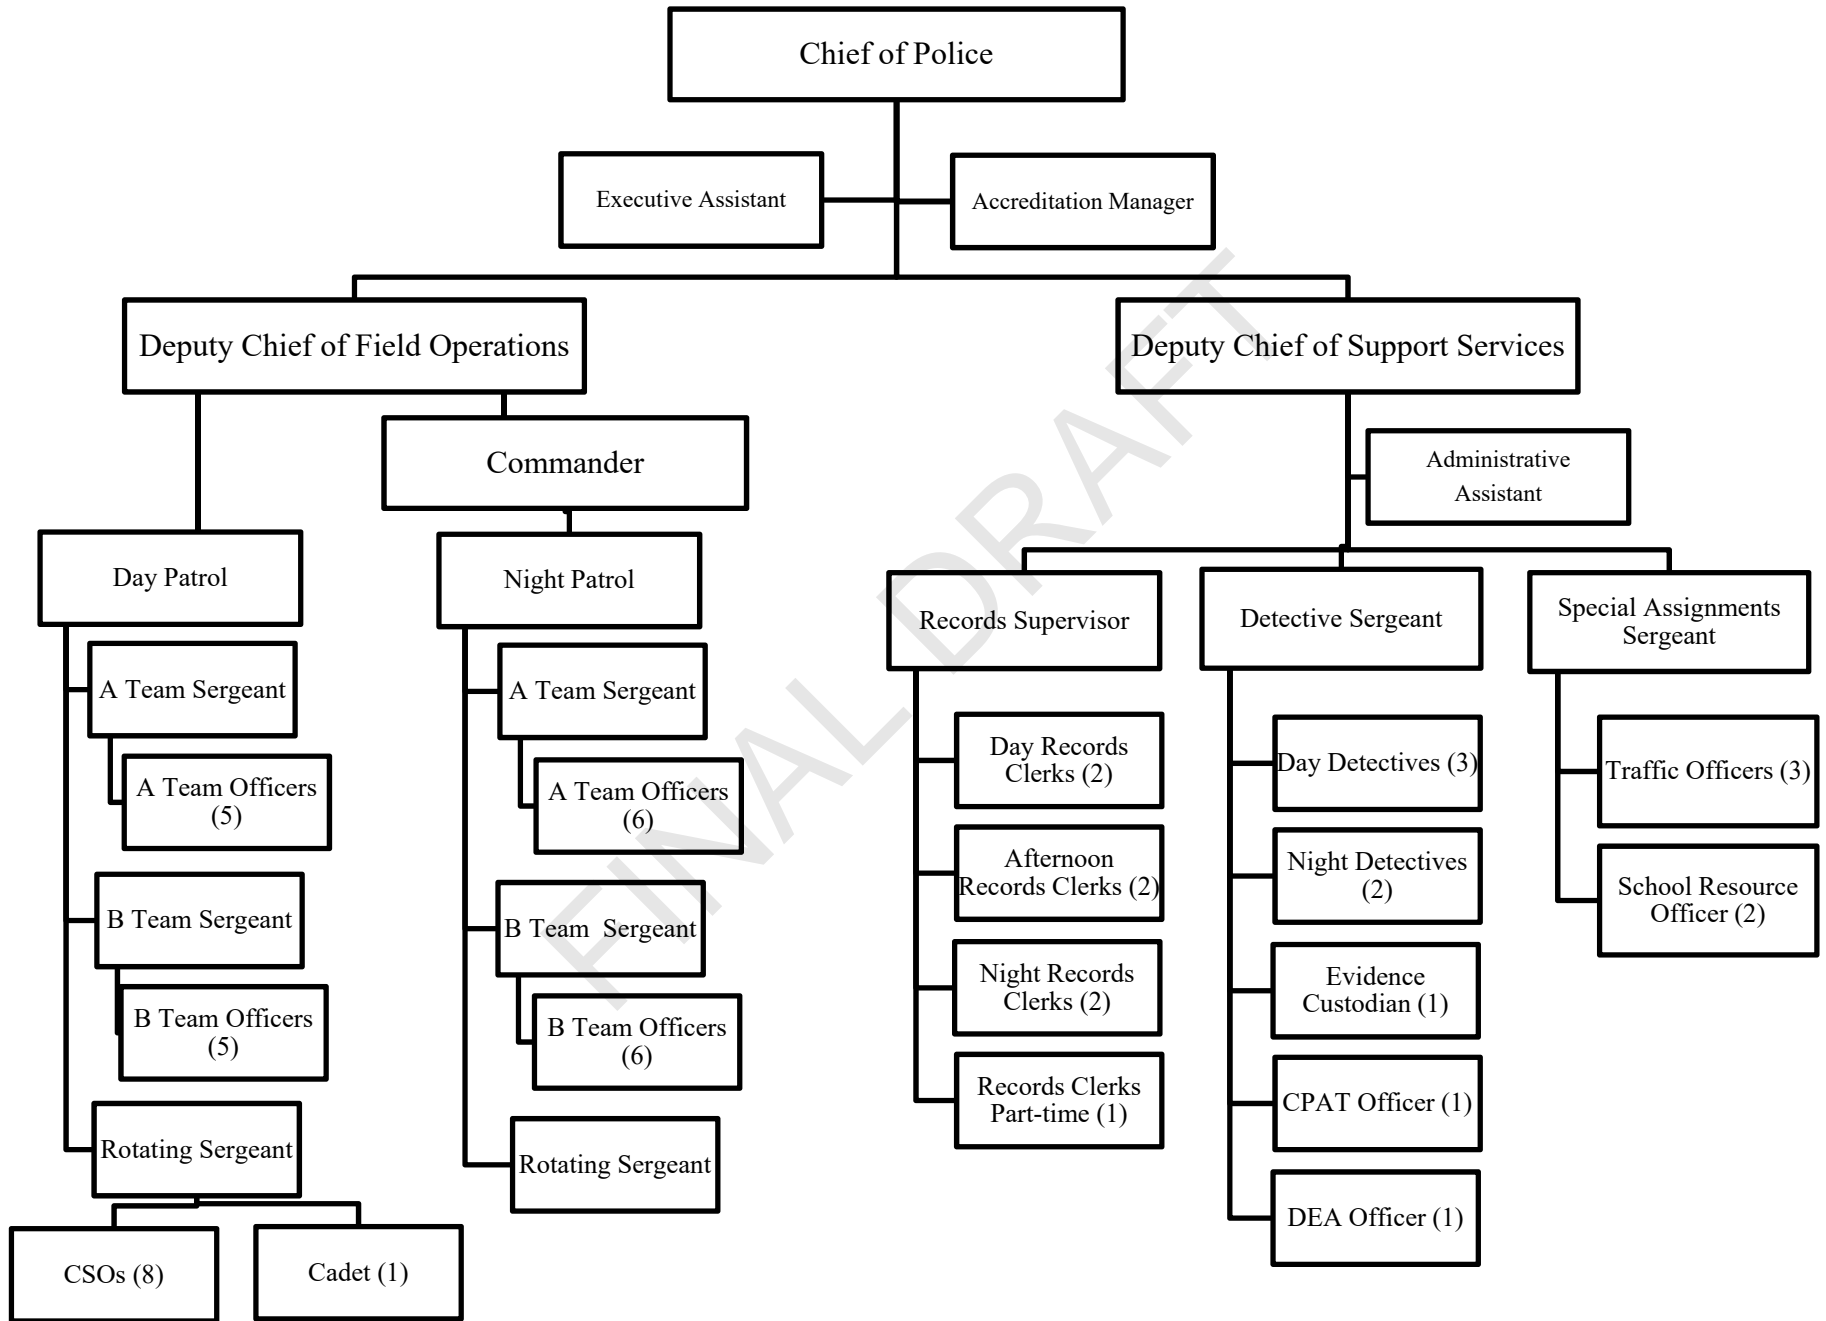 Chief of Police
Executive Assistant
Accreditation Manager
Deputy Chief of Field Operations
Deputy Chief of Support Services
Commander
Administrative
Assistant
Day Patrol
Night Patrol
Records Supervisor
Detective Sergeant
Special Assignments
Sergeant
A Team Sergeant
A Team Officers
(5)
B Team Sergeant
B Team Officers
(5)
Rotating Sergeant
CSOs (8)
Cadet (1)
A Team Sergeant
A Team Officers
(6)
B Team  Sergeant
B Team Officers
(6)
Rotating Sergeant
Day Records
Clerks (2)
Afternoon
Records Clerks (2)
Night Records
Clerks (2)
Records Clerks
Part-time (1)
Day Detectives (3)
Night Detectives
(2)
Evidence
Custodian (1)
CPAT Officer (1)
DEA Officer (1)
Traffic Officers (3)
School Resource
Officer (2)
FINAL DRAFT